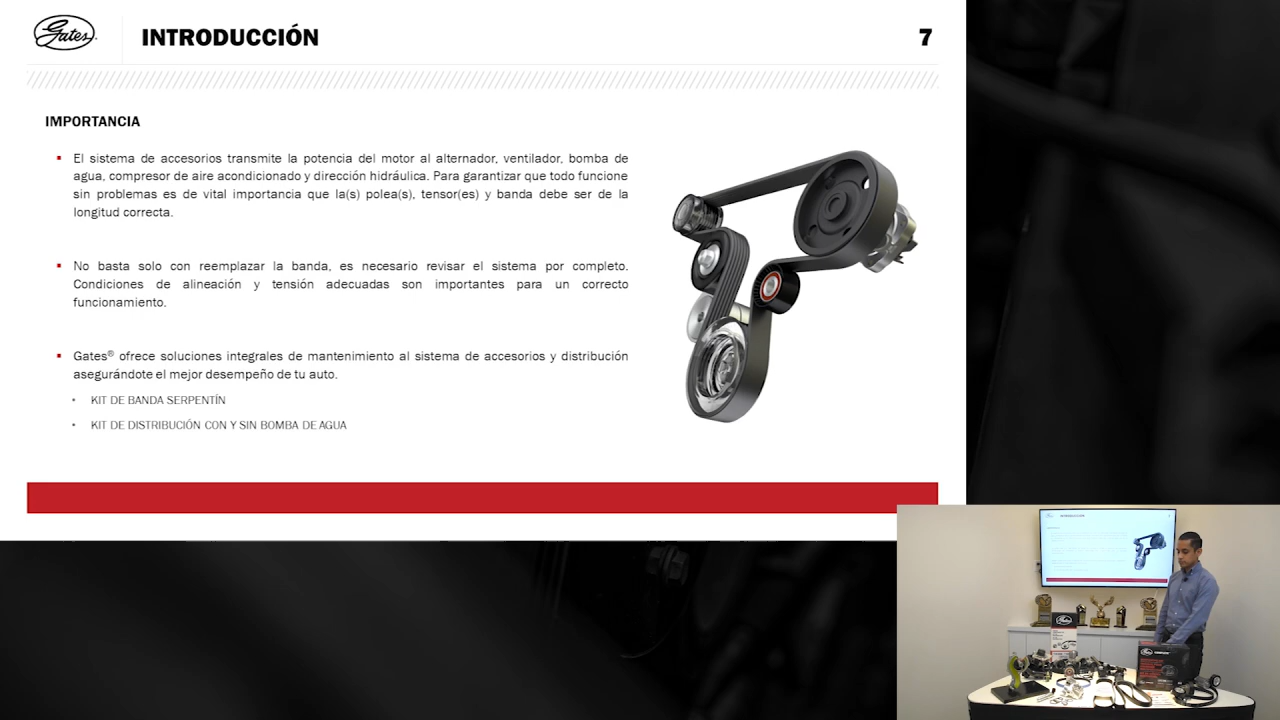 Gates
INTRODUCCIÓN
7
IMPORTANCIA
El sistema de accesorios transmite la potencia del motor al alternador, ventilador, bomba de
agua, compresor de aire acondicionado y dirección hidráulica. Para garantizar que todo funcione
sin problemas es de vital importancia que la(s) polea(s), tensor(es) y banda debe ser de la
longitud correcta.
No basta solo con reemplazar la banda, es necesario revisar el sistema por completo.
Condiciones de alineación y tensión adecuadas son importantes para un correcto
funcionamiento.
Gates® ofrece soluciones integrales de mantenimiento al sistema de accesorios y distribución
asegurándote el mejor desempeño de tu auto.
KIT DE BANDA SERPENTÍN
KIT DE DISTRIBUCIÓN CON Y SIN BOMBA DE AGUA
INTRODUCCIÓN
Gates